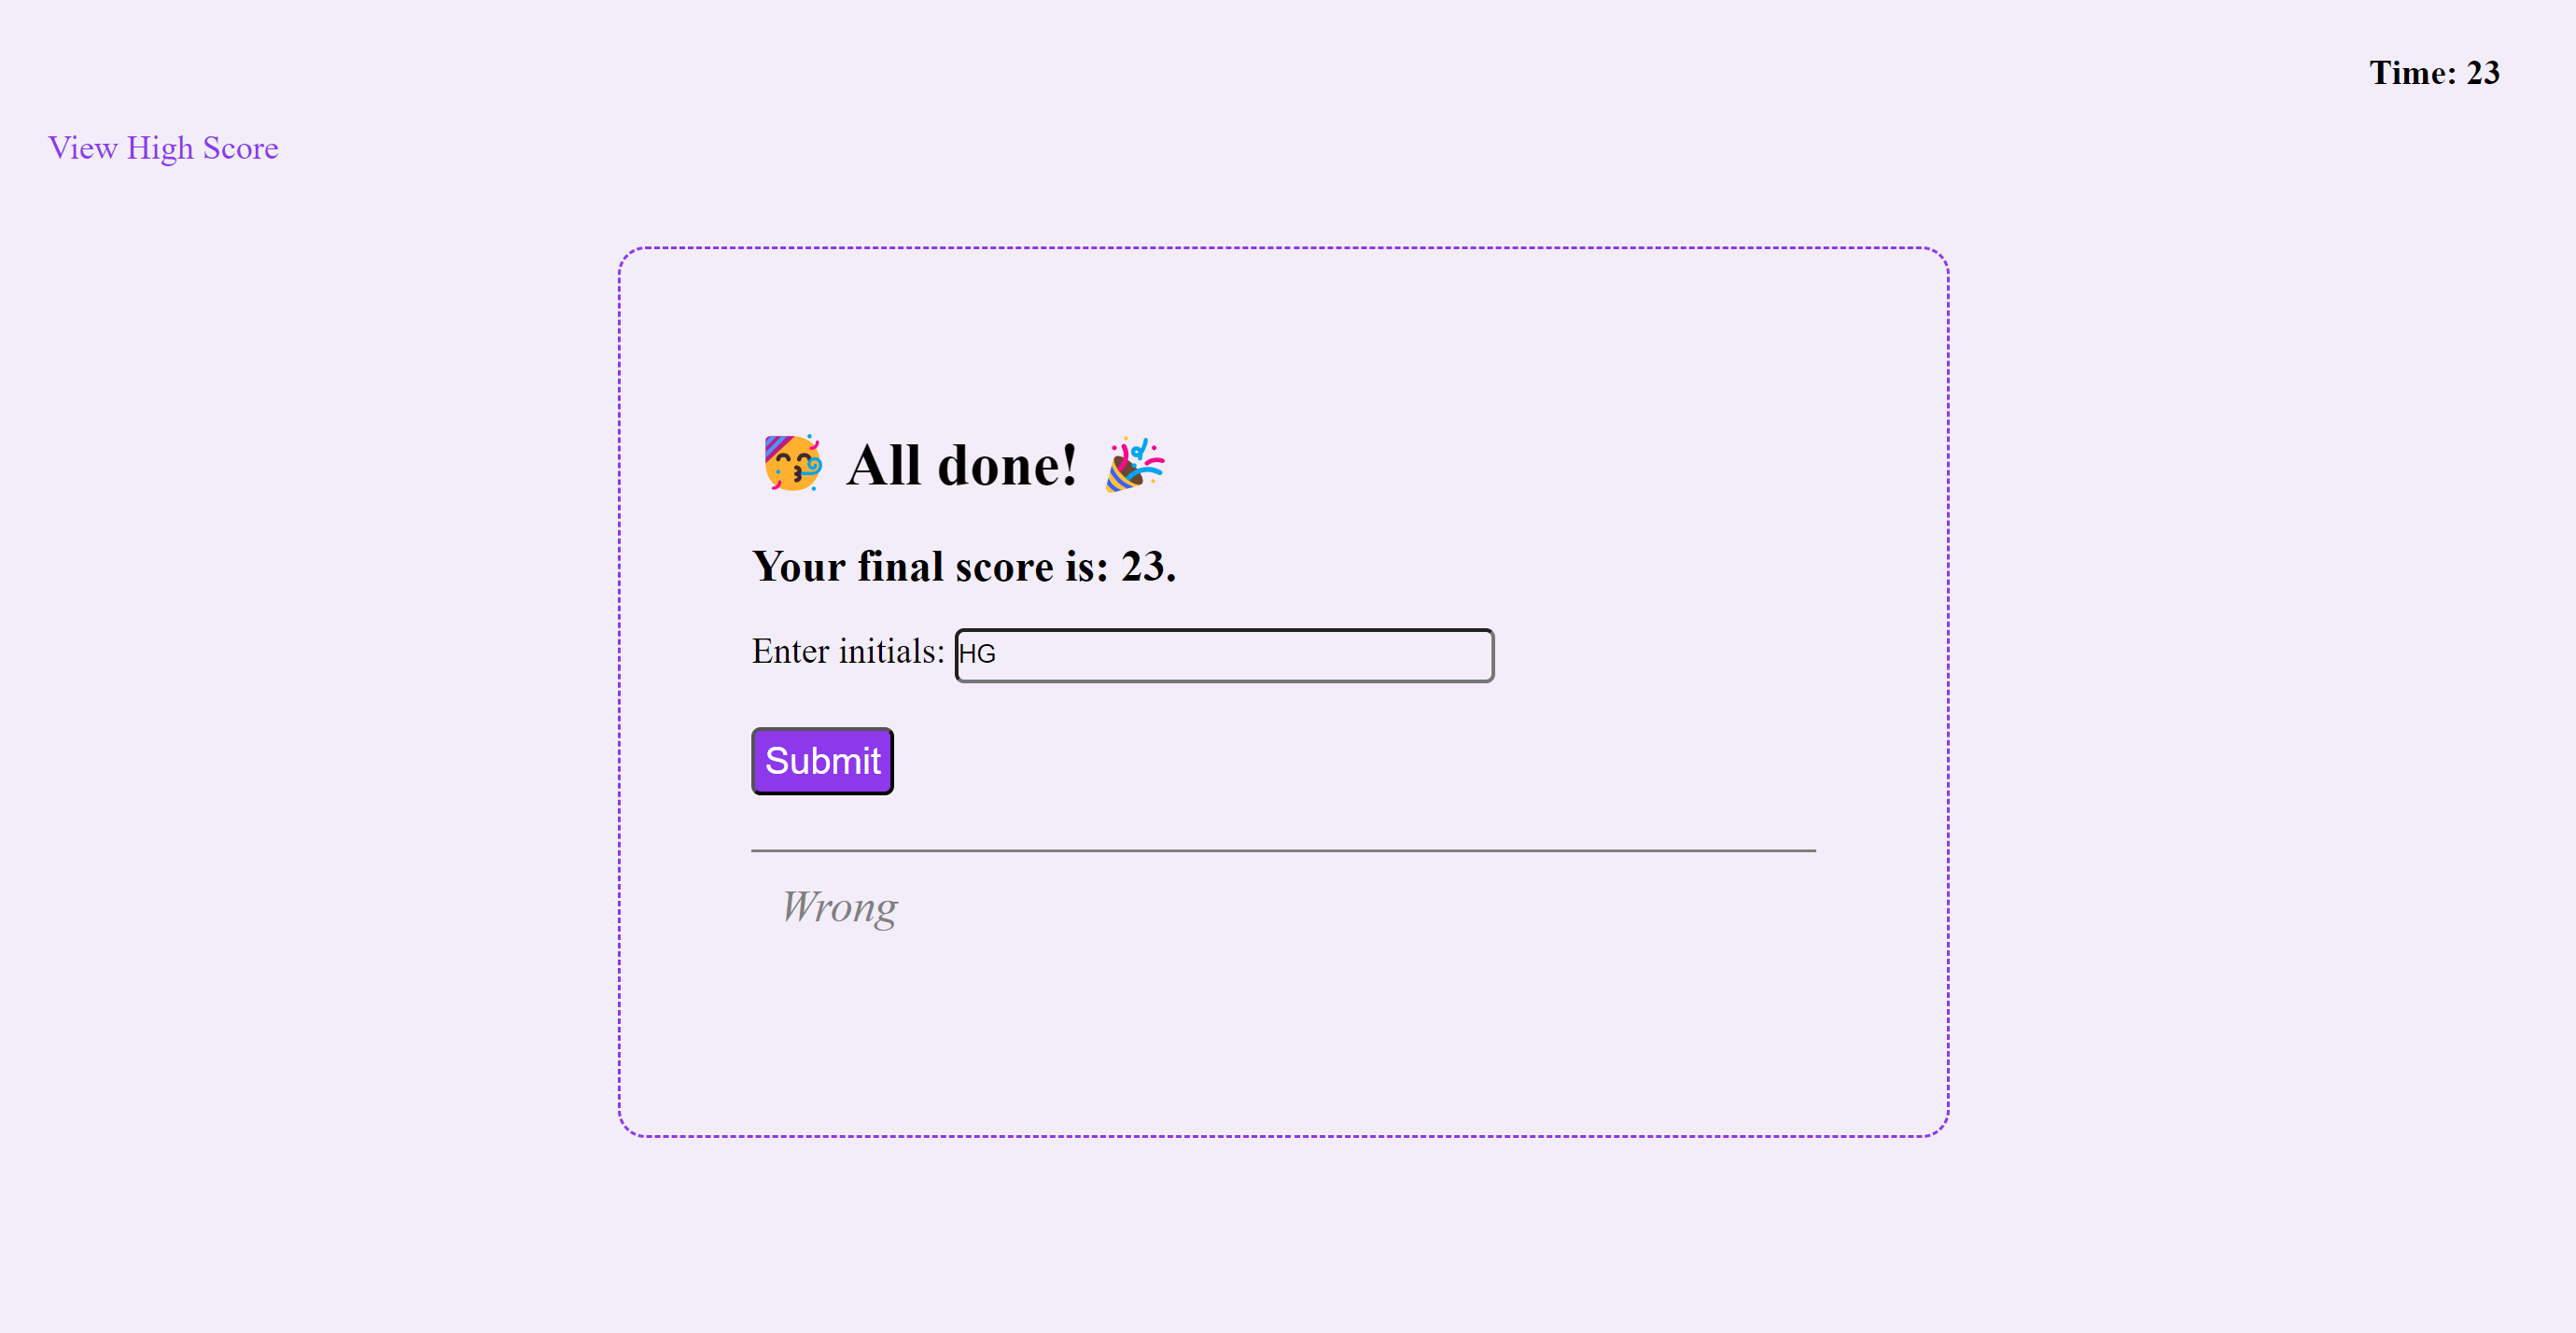 Time: 23
View High Score
🥳 All done! 🎉
Your final score is: 23.
Enter initials: HG
Submit
Wrong